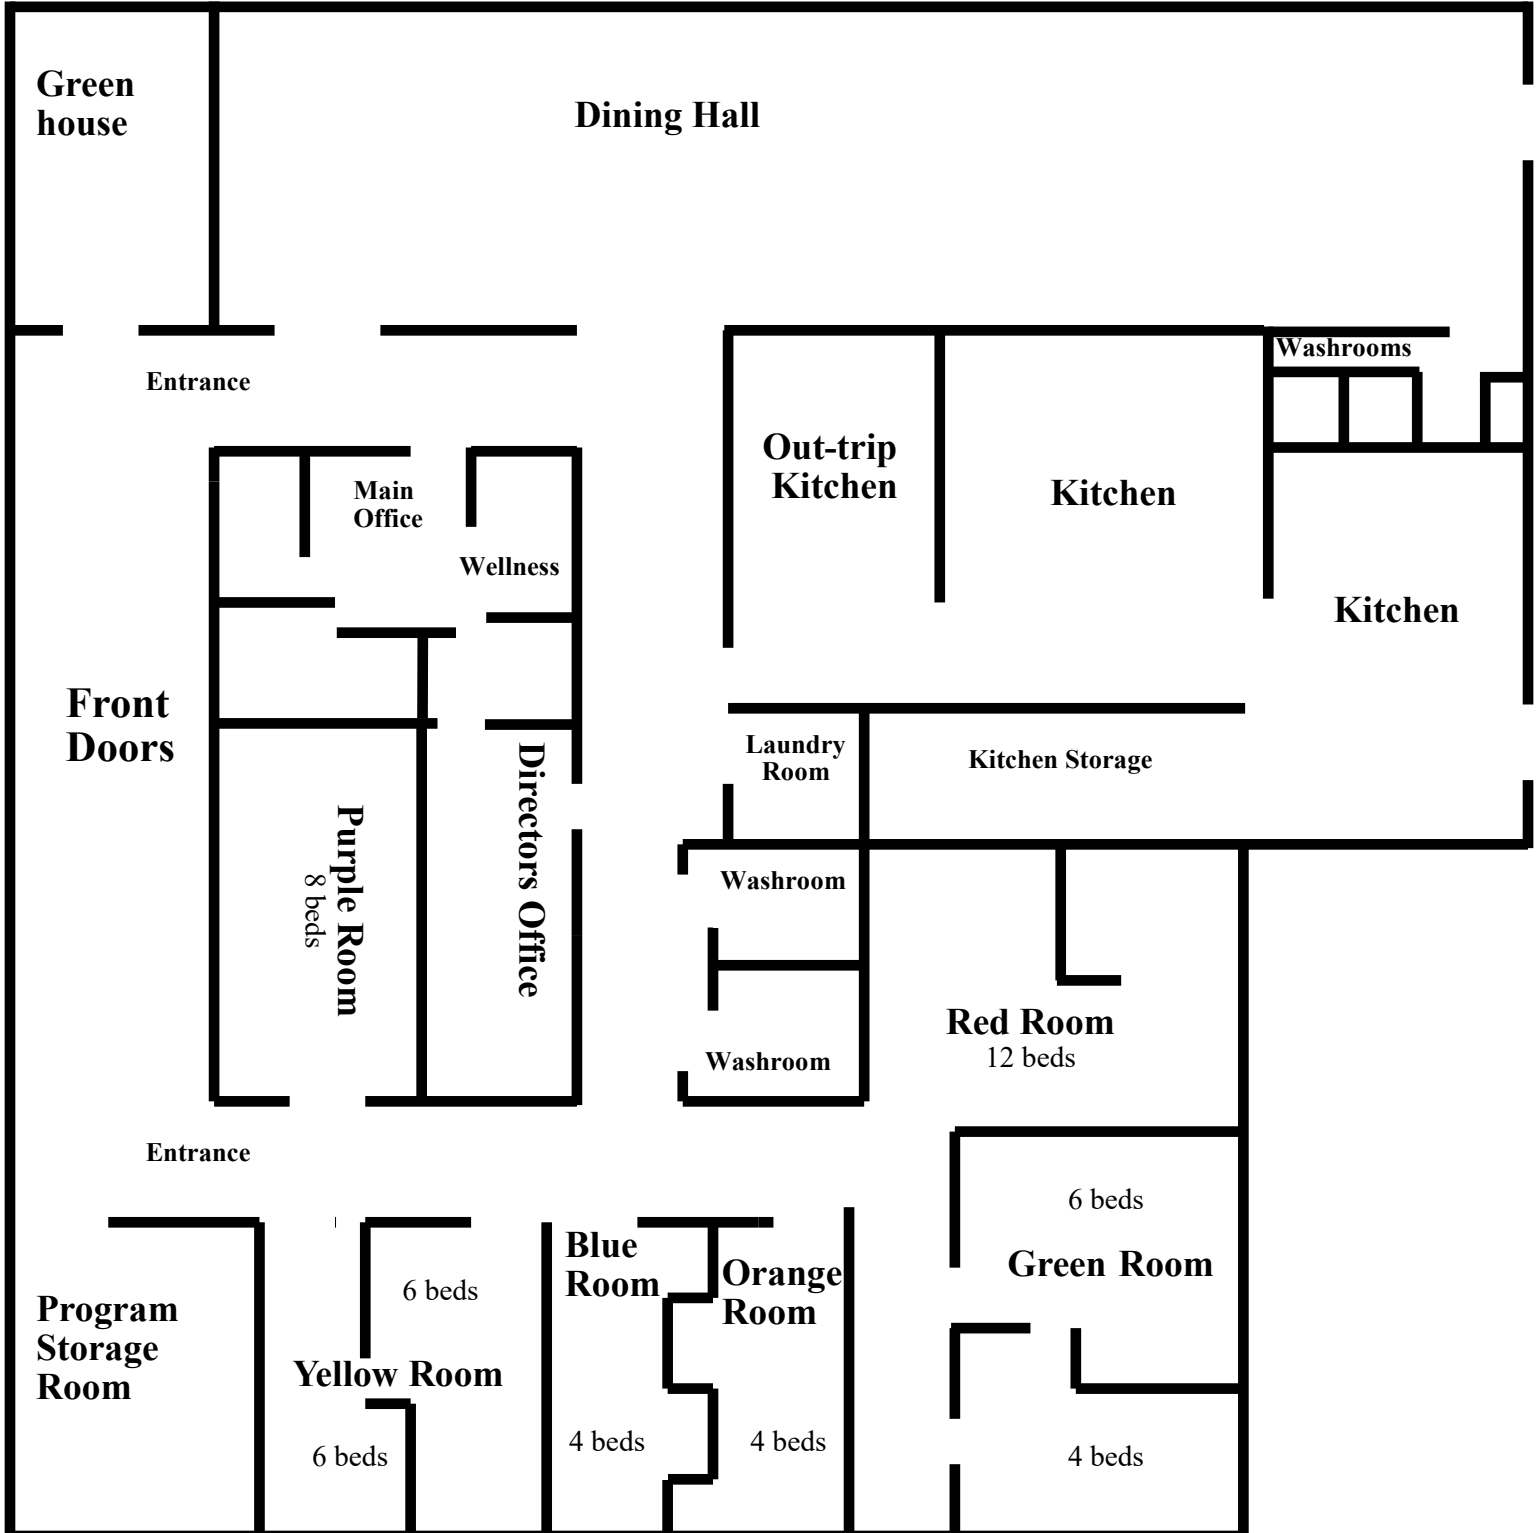 Green
house
Dining Hall
Washrooms
Entrance
Out-trip
Kitchen
Kitchen
Main
Office
Wellness
Kitchen
Front
Doors
Laundry
Room
Kitchen Storage
Directors Office
Purple Room
8 beds
Washroom
Red Room
12 beds
Washroom
Entrance
6 beds
Green Room
Blue
Room
Orange
Room
6 beds
Program
Storage
Room
Yellow Room
4 beds
4 beds
6 beds
4 beds